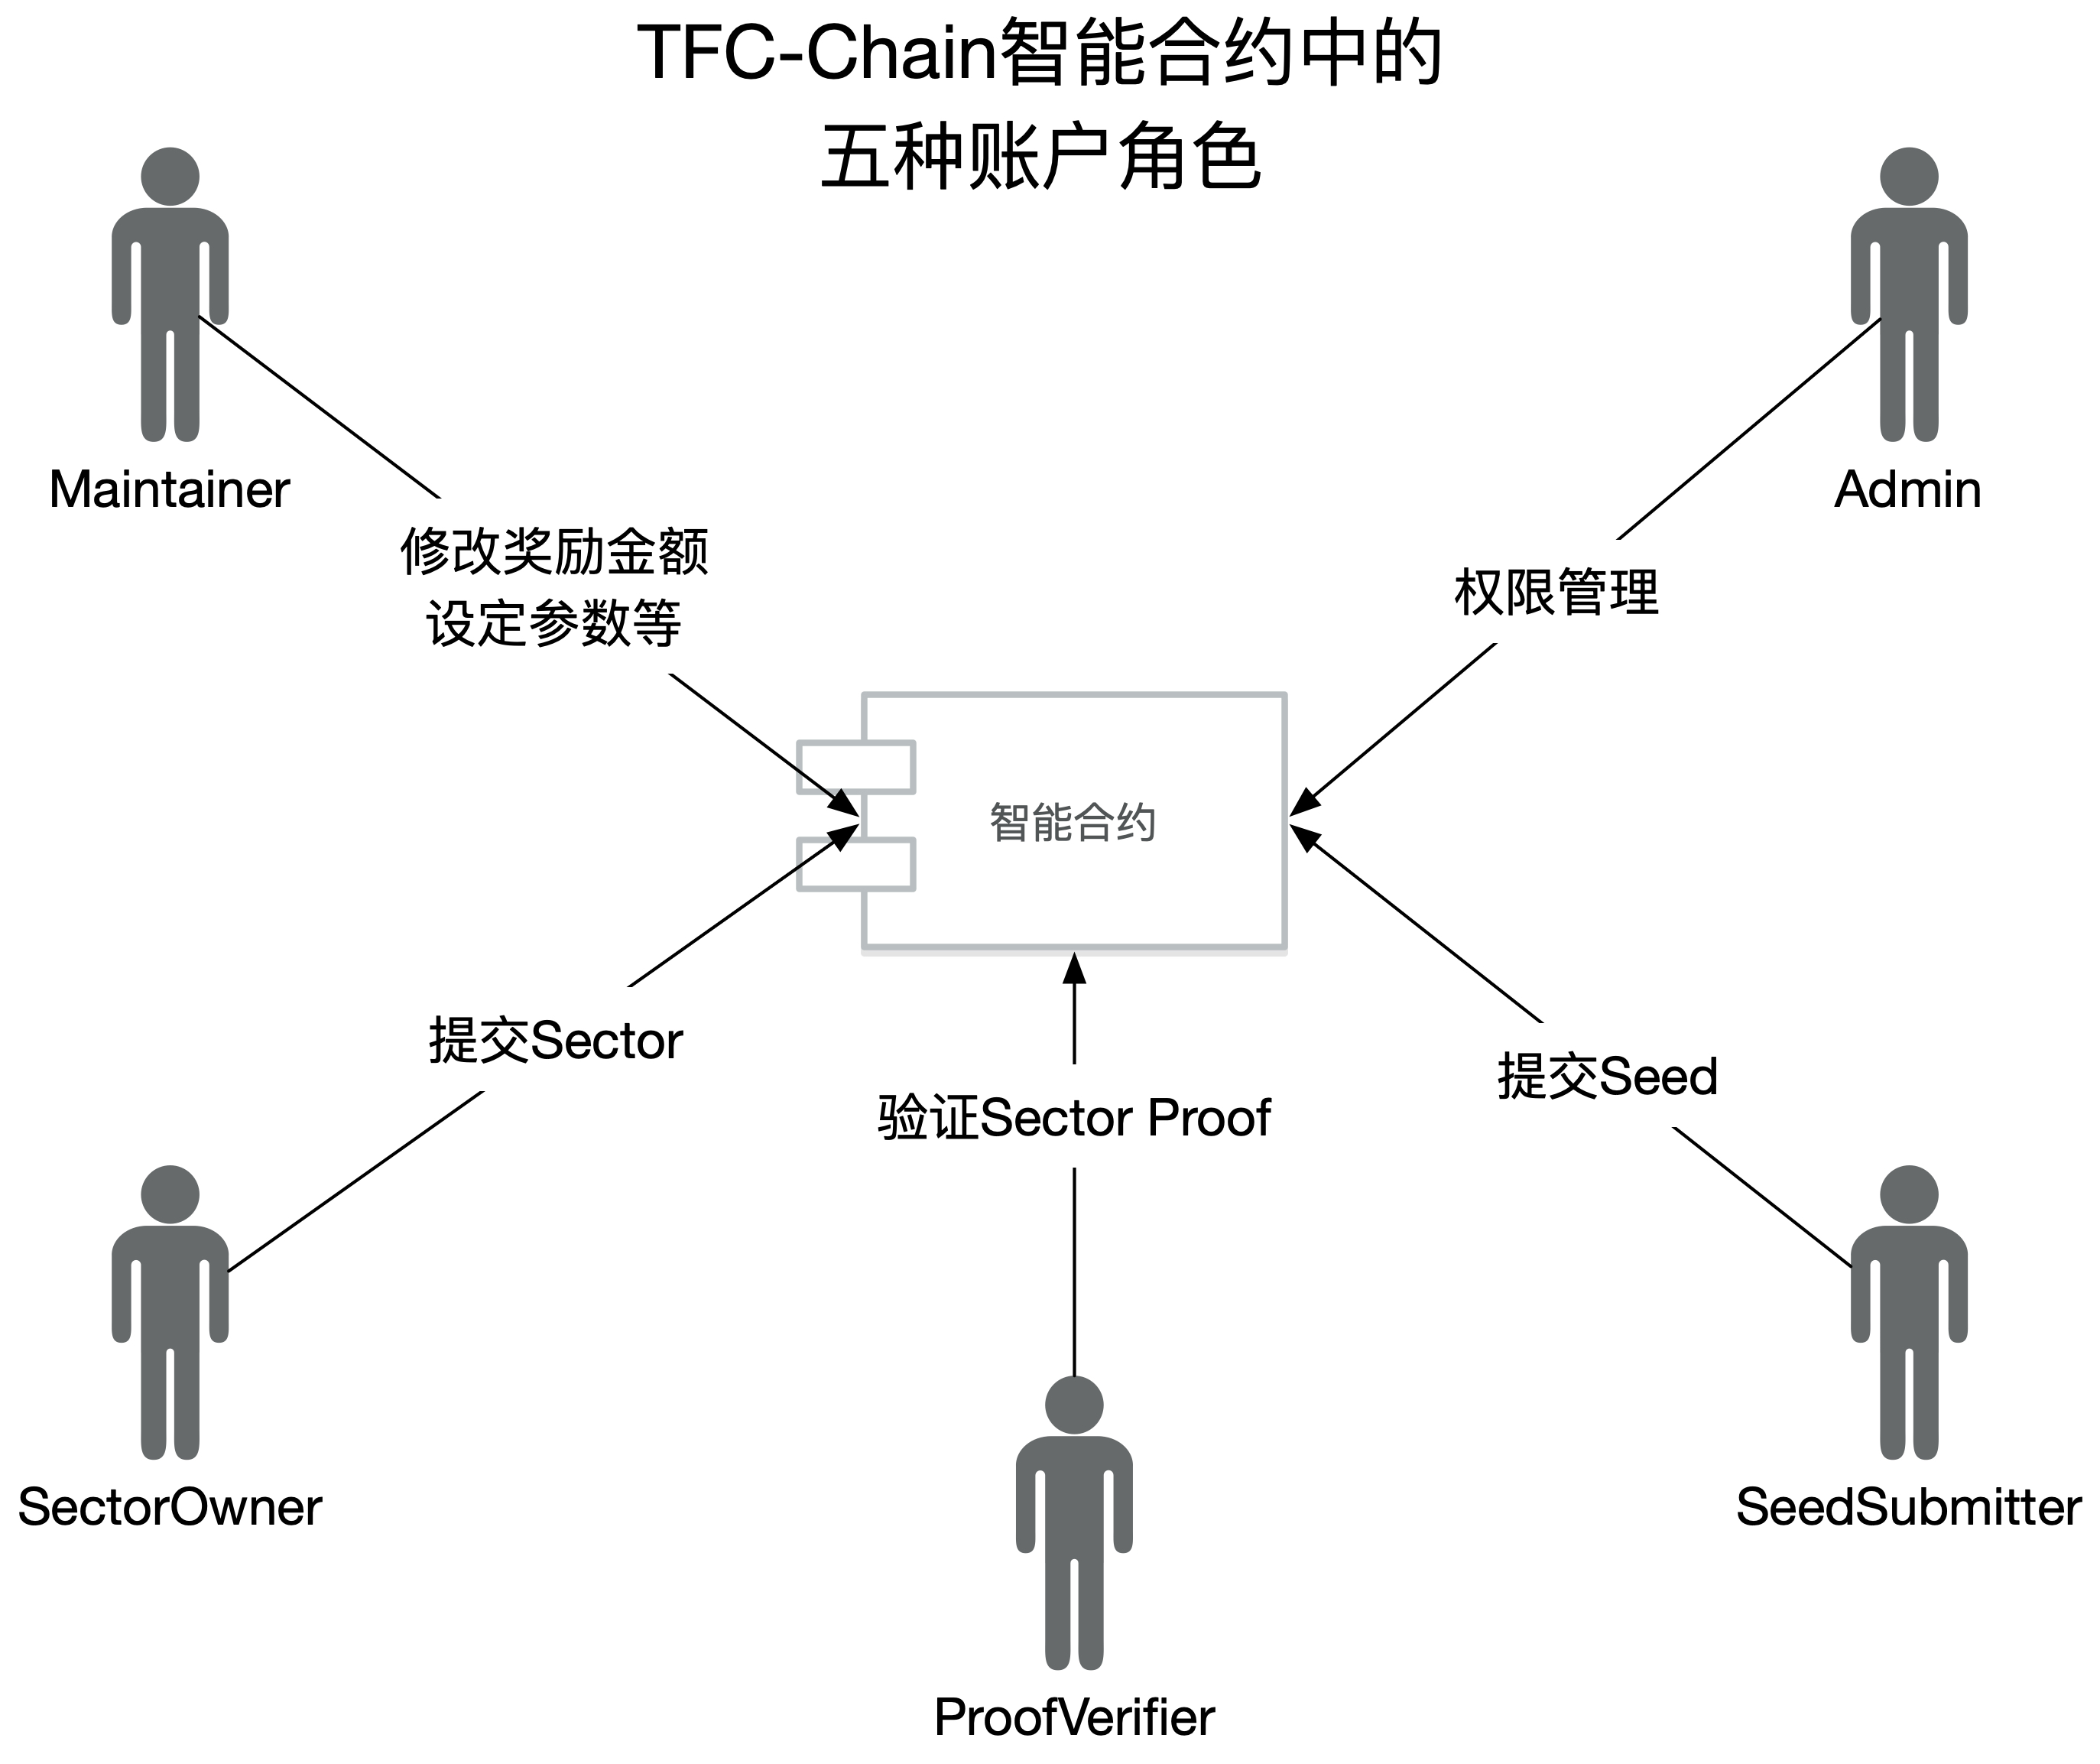 TFC-Chain智能合约中的
五种账户角色
Maintainer
Admin
修改奖励金额
设定参数等
权限管理
智能合约
提交Sector
验证Sector Proof
提交Seed
SectorOwner
SeedSubmitter
ProofVerifier